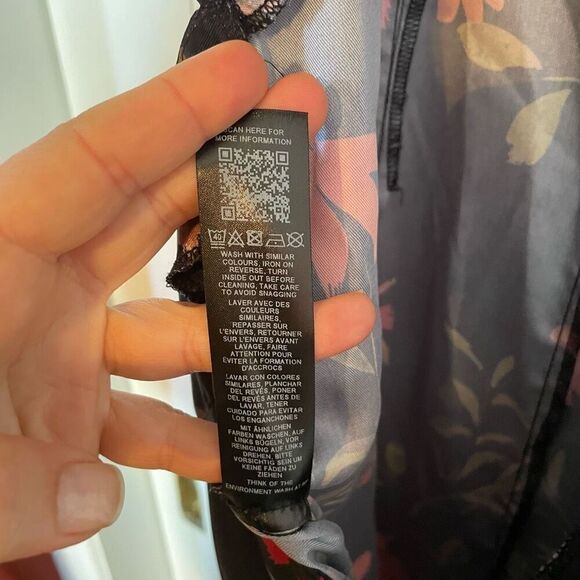 SCAN HERE FOR
MORE INFORMATION
40
WASH WITH SIMILAR
COLOURS, IRON ON
REVERSE, TURN
INSIDE OUT BEFORE
CLEANING, TAKE CARE
TO AVOID SNAGGING
LAVER AVEC DES
COULEURS
SIMILAIRES,
REPASSER SUR
L'ENVERS, RETOURNER
SUR L'ENVERS AVANT
LAVAGE, FAIRE
ATTENTION POUR
EVITER LA FORMATION
D'ACCROCS
LAVAR CON COLORES
SIMILARES, PLANCHAR
DEL REVÉS, PONER
DEL REVÉS ANTES DE
LAVAR, TENER
CUIDADO PARA EVITAR
LOS ENGANCHONES
MIT ÄHNLICHEN
FARBEN WASCHEN, AUF
LINKS BÜGELN, VOR
REINIGUNG AUF LINKS
DREHEN, BITTE
VORSICHTIG SEIN UM
KEINE FÄDEN ZU
ZIEHEN
THINK OF THE
ENVIRONMENT WASH AT